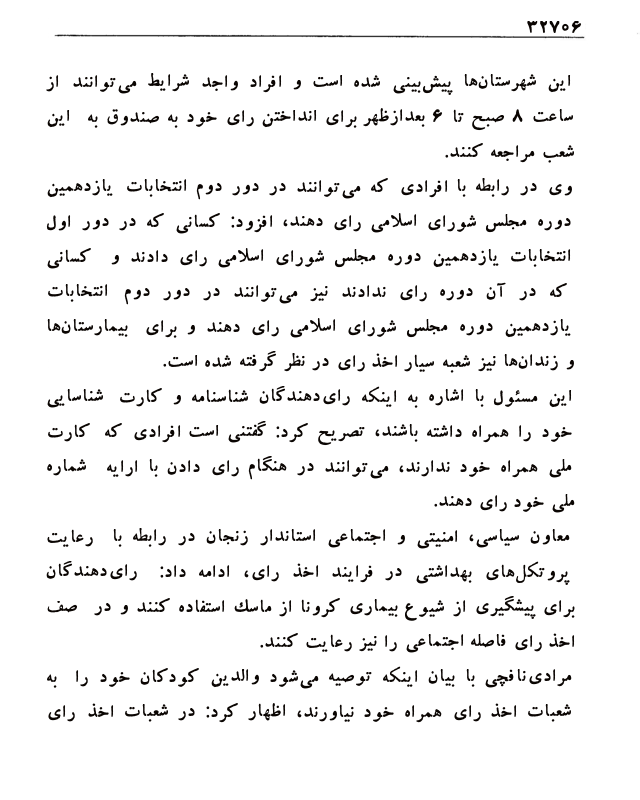 ۳۲۷۰۶
این شهرستان‌ها پیش‌بینی شده است و افراد واجد شرایط می‌توانند از
ساعت ۸ صبح تا ۶ بعدازظهر برای انداختن رای خود به صندوق به این
شعب مراجعه کنند.
وی در رابطه با افرادی که می‌توانند در دور دوم انتخابات یازدهمین
دوره مجلس شورای اسلامی رای دهند، افزود: کسانی که در دور اول
انتخابات یازدهمین دوره مجلس شورای اسلامی رای دادند و کسانی
که در آن دوره رای ندادند نیز می‌توانند در دور دوم انتخابات
یازدهمین دوره مجلس شورای اسلامی رای دهند و برای بیمارستان‌ها
و زندان‌ها نیز شعبه سیار اخذ رای در نظر گرفته شده است.
این مسئول با اشاره به اینکه رای‌دهندگان شناسنامه و کارت شناسایی
خود را همراه داشته باشند، تصریح کرد: گفتنی است افرادی که کارت
ملی همراه خود ندارند، می‌توانند در هنگام رای دادن با ارایه شماره
ملی خود رای دهند.
معاون سیاسی، امنیتی و اجتماعی استاندار زنجان در رابطه با رعایت
پروتکل‌های بهداشتی در فرایند اخذ رای، ادامه داد: رای‌دهندگان
برای پیشگیری از شیوع بیماری کرونا از ماسك استفاده کنند و در صف
اخذ رای فاصله اجتماعی را نیز رعایت کنند.
مرادی‌نافچی با بیان اینکه توصیه می‌شود والدین کودکان خود را به
شعبات اخذ رای همراه خود نیاورند، اظهار کرد: در شعبات اخذ رای